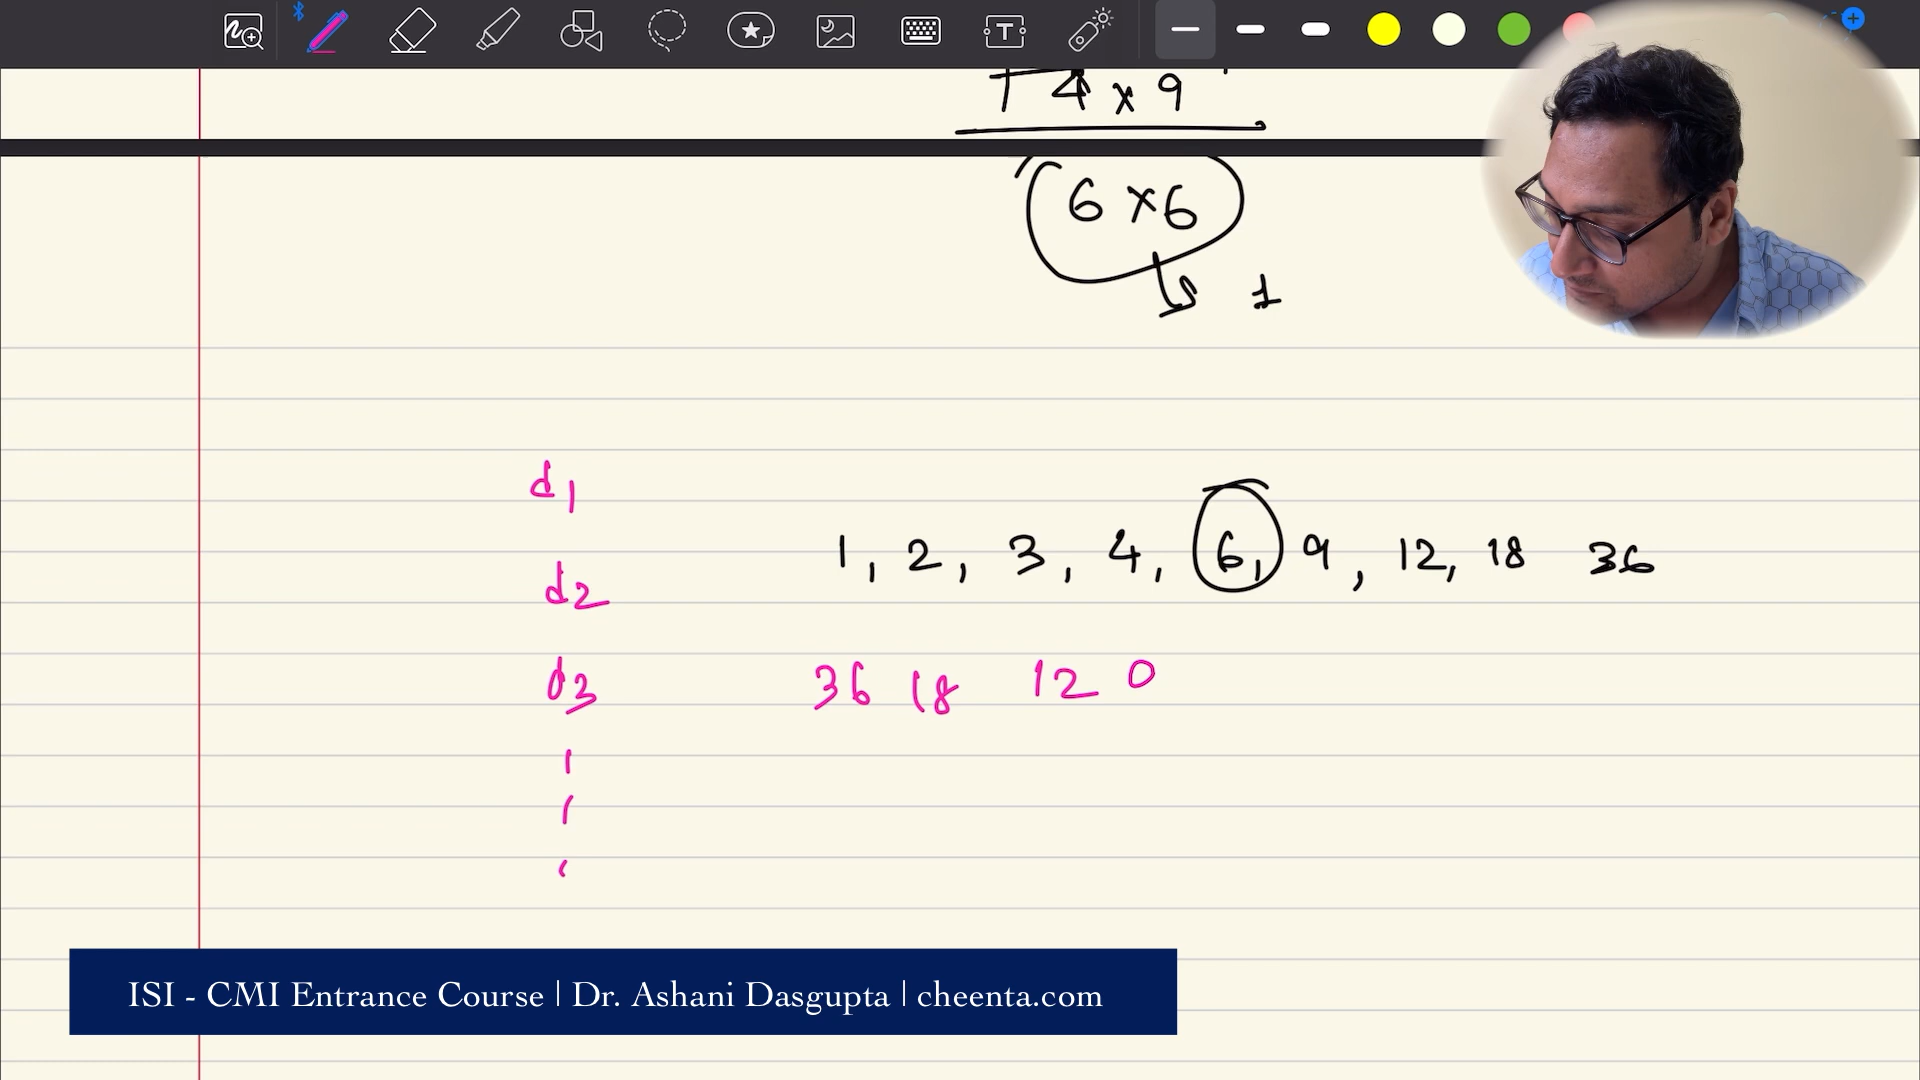 4 x 9
6 x 6
1
d1
1, 2, 3, 4, 6, 9, 12, 18 36
d2
d3 36 18 12 0
ISI - CMI Entrance Course | Dr. Ashani Dasgupta | cheenta.com